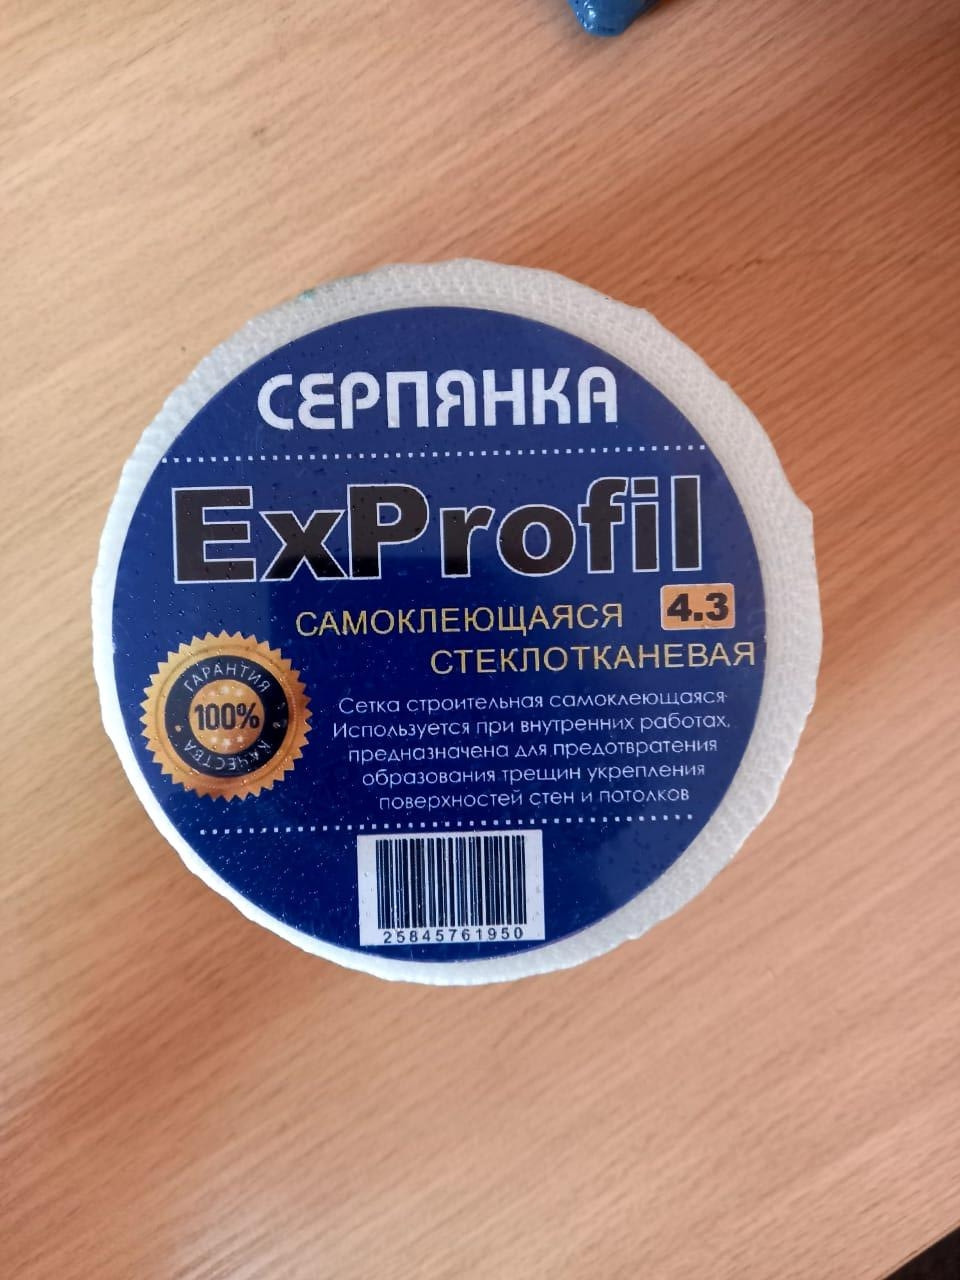 СЕРПЯНКА
ExProfil
4.3
САМОКЛЕЮЩАЯСЯ
СТЕКЛОТКАНЕВАЯ
ГАРАНТИЯ
100%
КАЧЕСТВА
Сетка строительная самоклеющаяся.
Используется при внутренних работах,
предназначена для предотвратения
образования трещин укрепления
поверхностей стен и потолков
25845761950